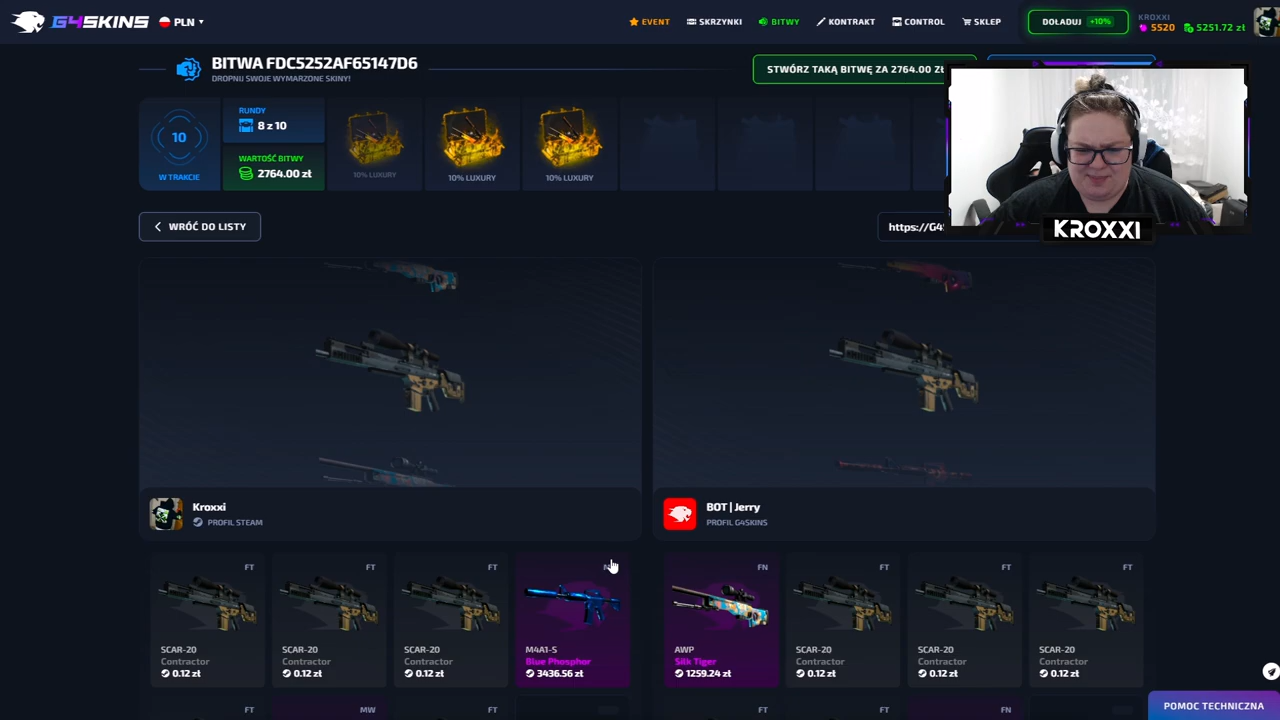 G4SKINS
PLN
EVENT
SKRZYNKI
BITWY
KONTRAKT
CONTROL
SKLEP
DOŁADUJ +10%
KROXXI
5520
5251.72 zł
BITWA FDC5252AF65147D6
DROPNIJ SWOJE WYMARZONE SKINY!
STWÓRZ TAKĄ BITWĘ ZA 2764.00 ZŁ
10
W TRAKCIE
RUNDY
8 z 10
WARTOŚĆ BITWY
2764.00 zł
10% LUXURY
10% LUXURY
10% LUXURY
KROXXI
WRÓĆ DO LISTY
https://G4S
Kroxxi
PROFIL STEAM
BOT | Jerry
PROFIL G4SKINS
FT
SCAR-20
Contractor
0.12 zł
FT
SCAR-20
Contractor
0.12 zł
FT
SCAR-20
Contractor
0.12 zł
M4A1-S
Blue Phosphor
3436.56 zł
FN
AWP
Silk Tiger
1259.24 zł
FT
SCAR-20
Contractor
0.12 zł
FT
SCAR-20
Contractor
0.12 zł
FT
SCAR-20
Contractor
0.12 zł
FT
MW
FT
FT
FT
FN
POMOC TECHNICZNA